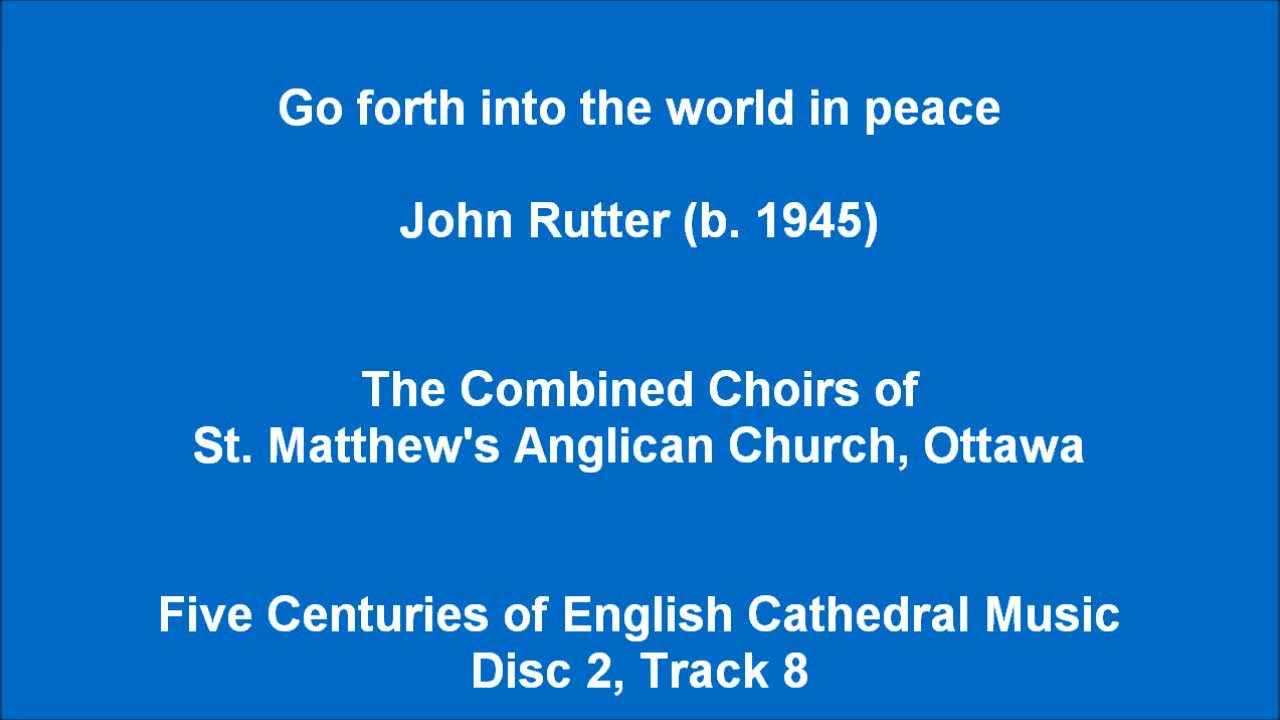 Go forth into the world in peace
John Rutter (b. 1945)
The Combined Choirs of
St. Matthew's Anglican Church, Ottawa
Five Centuries of English Cathedral Music
Disc 2, Track 8